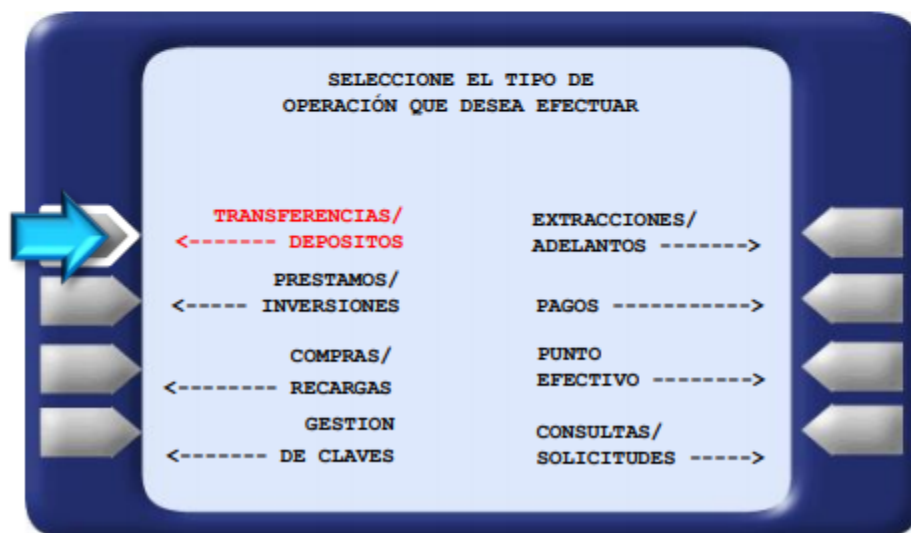 SELECCIONE EL TIPO DE
OPERACIÓN QUE DESEA EFECTUAR
TRANSFERENCIAS/
<------- DEPOSITOS
PRESTAMOS/
<----- INVERSIONES
COMPRAS/
<-------- RECARGAS
GESTION
<------- DE CLAVES
EXTRACCIONES/
ADELANTOS ------->
PAGOS ----------->
PUNTO
EFECTIVO -------->
CONSULTAS/
SOLICITUDES ----->